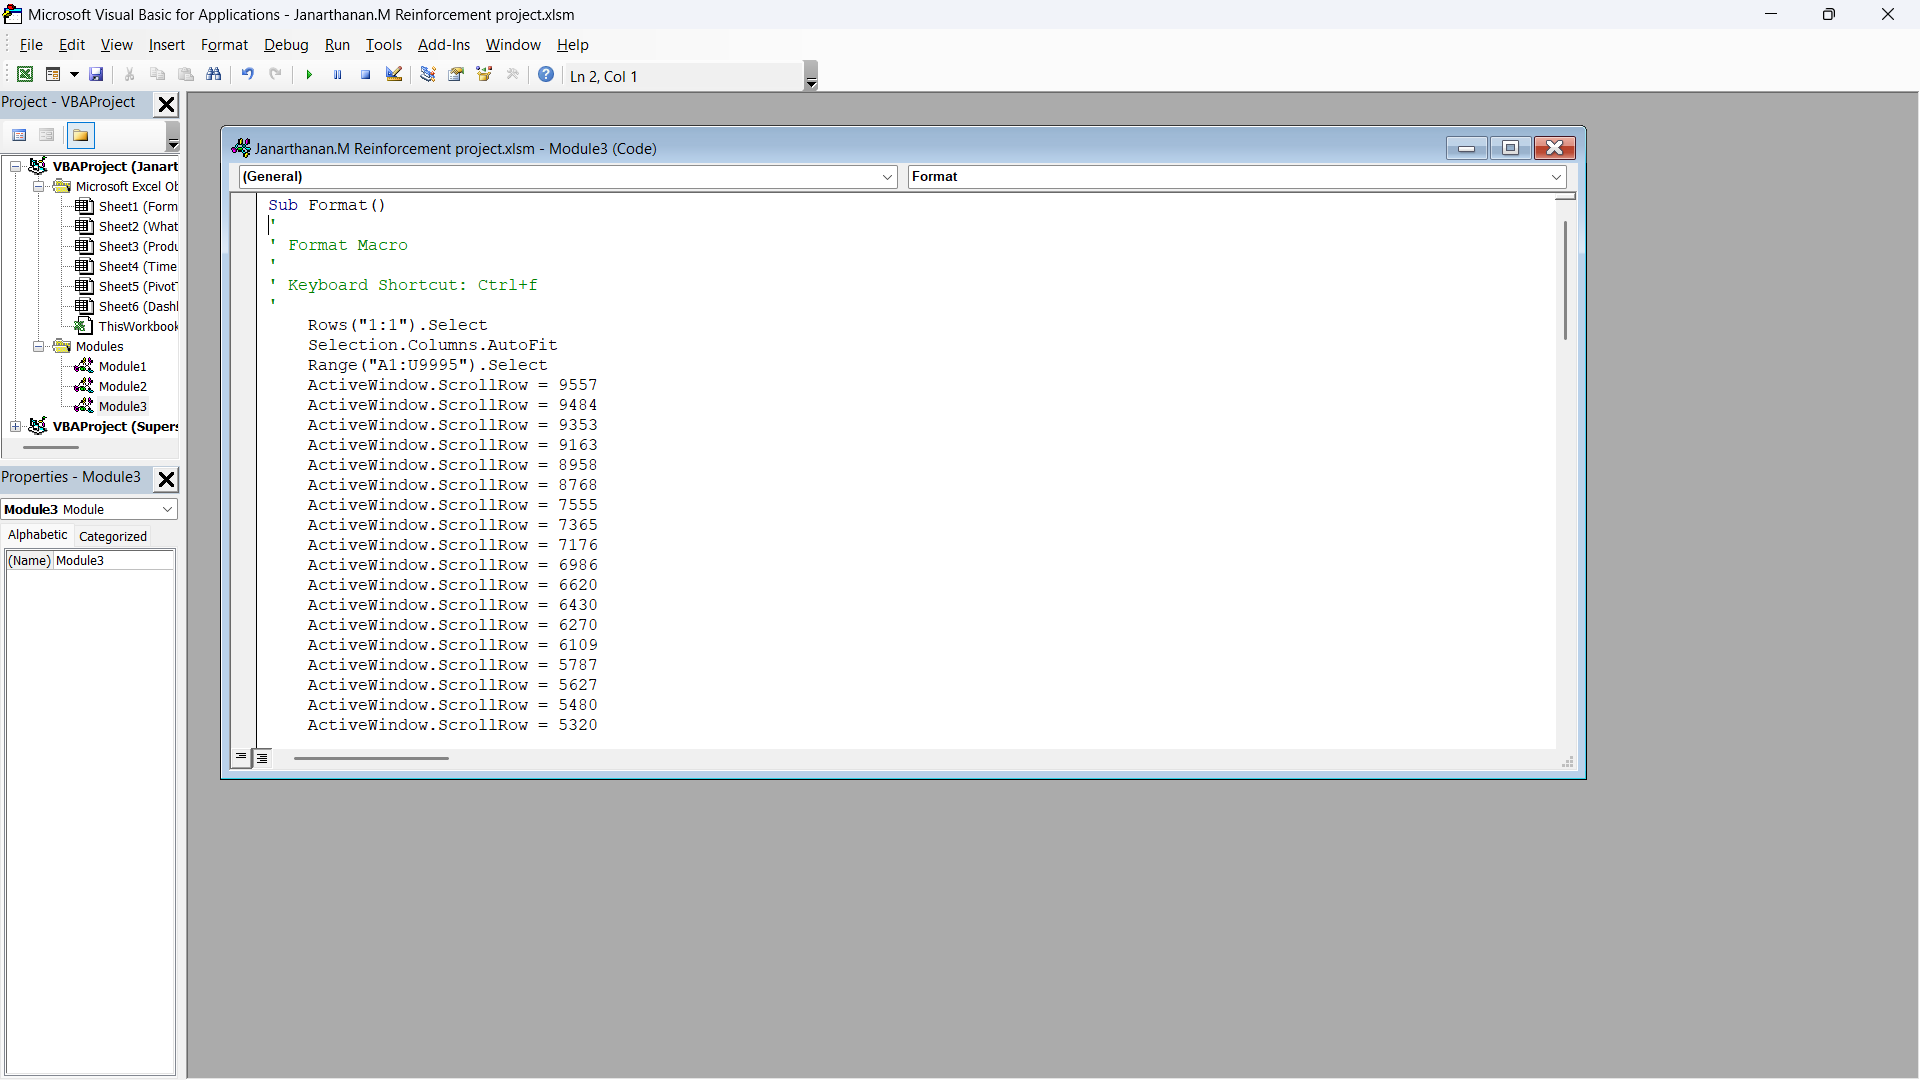 Microsoft Visual Basic for Applications - Janarthanan.M Reinforcement project.xlsm
File Edit View Insert Format Debug Run Tools Add-Ins Window Help
Ln 2, Col 1
Project - VBAProject
VBAProject (Janart
Microsoft Excel Ob
Sheet1 (Form
Sheet2 (What
Sheet3 (Produ
Sheet4 (Time
Sheet5 (PivotT
Sheet6 (Dashl
ThisWorkbook
Modules
Module1
Module2
Module3
VBAProject (Supers
Properties - Module3
Module3 Module
Alphabetic Categorized
(Name) Module3
Janarthanan.M Reinforcement project.xlsm - Module3 (Code)
(General) Format
Sub Format()
'
' Format Macro
'
' Keyboard Shortcut: Ctrl+f
'
Rows("1:1").Select
Selection.Columns.AutoFit
Range("A1:U9995").Select
ActiveWindow.ScrollRow = 9557
ActiveWindow.ScrollRow = 9484
ActiveWindow.ScrollRow = 9353
ActiveWindow.ScrollRow = 9163
ActiveWindow.ScrollRow = 8958
ActiveWindow.ScrollRow = 8768
ActiveWindow.ScrollRow = 7555
ActiveWindow.ScrollRow = 7365
ActiveWindow.ScrollRow = 7176
ActiveWindow.ScrollRow = 6986
ActiveWindow.ScrollRow = 6620
ActiveWindow.ScrollRow = 6430
ActiveWindow.ScrollRow = 6270
ActiveWindow.ScrollRow = 6109
ActiveWindow.ScrollRow = 5787
ActiveWindow.ScrollRow = 5627
ActiveWindow.ScrollRow = 5480
ActiveWindow.ScrollRow = 5320